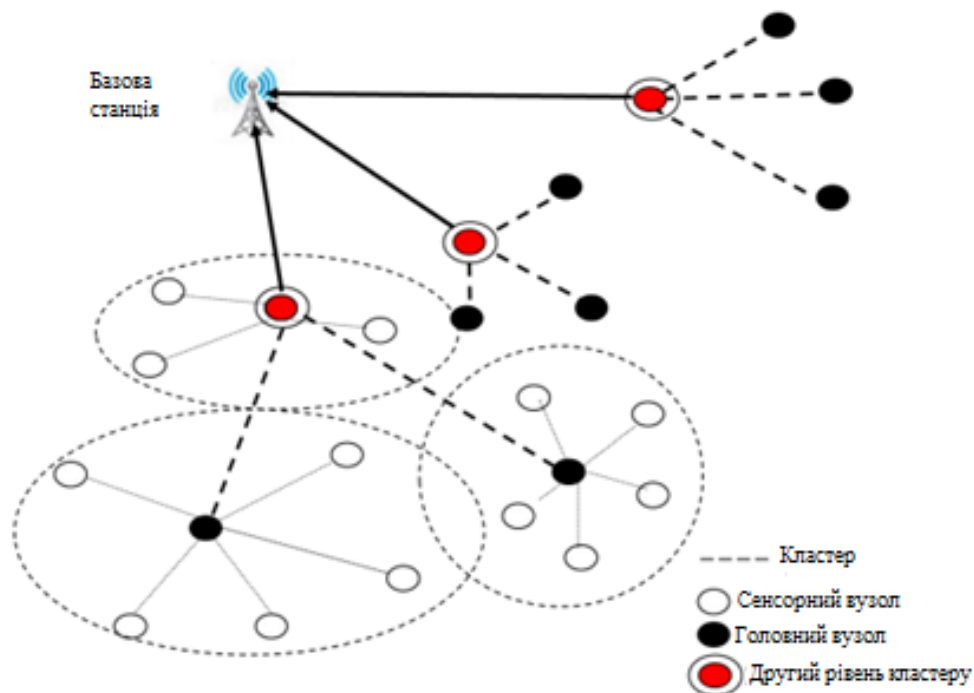 Базова
станція
Кластер
Сенсорний вузол
Головний вузол
Другий рівень кластеру